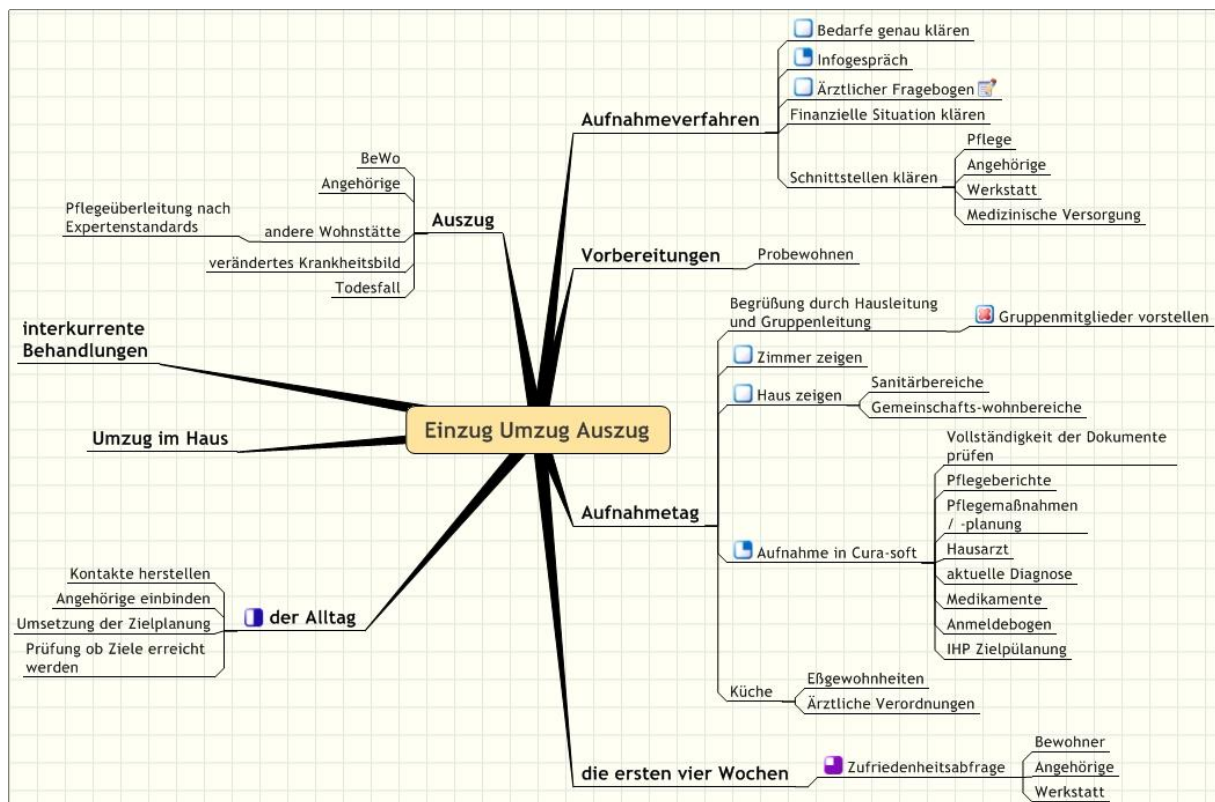 Einzug Umzug Auszug
Aufnahmeverfahren
Bedarfe genau klären
Infogespräch
Ärztlicher Fragebogen
Finanzielle Situation klären
Schnittstellen klären
Pflege
Angehörige
Werkstatt
Medizinische Versorgung
Vorbereitungen
Probewohnen
Aufnahmetag
Begrüßung durch Hausleitung
und Gruppenleitung
Gruppenmitglieder vorstellen
Zimmer zeigen
Haus zeigen
Sanitärbereiche
Gemeinschafts-wohnbereiche
Aufnahme in Cura-soft
Vollständigkeit der Dokumente
prüfen
Pflegeberichte
Pflegemaßnahmen
/ -planung
Hausarzt
aktuelle Diagnose
Medikamente
Anmeldebogen
IHP Zielpülanung
Küche
Eßgewohnheiten
Ärztliche Verordnungen
die ersten vier Wochen
Zufriedenheitsabfrage
Bewohner
Angehörige
Werkstatt
der Alltag
Kontakte herstellen
Angehörige einbinden
Umsetzung der Zielplanung
Prüfung ob Ziele erreicht
werden
Umzug im Haus
interkurrente
Behandlungen
Auszug
BeWo
Angehörige
andere Wohnstätte
Pflegeüberleitung nach
Expertenstandards
verändertes Krankheitsbild
Todesfall